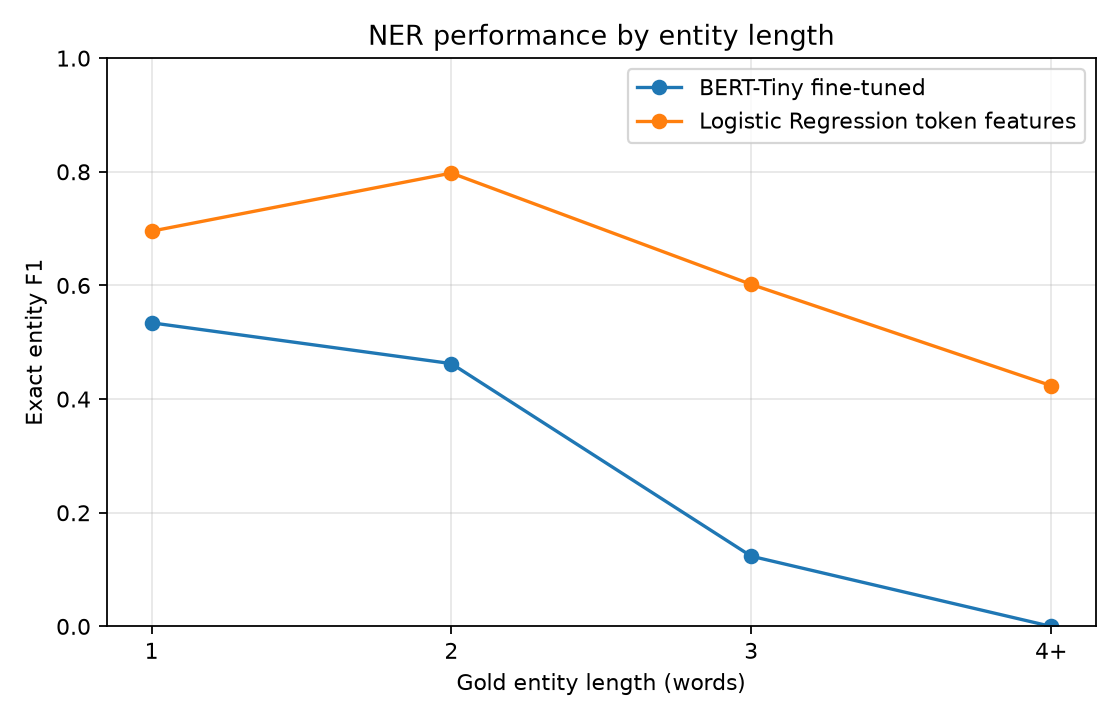 NER performance by entity length
BERT-Tiny fine-tuned
Logistic Regression token features
Exact entity F1
1.0
0.8
0.6
0.4
0.2
0.0
1 2 3 4+
Gold entity length (words)